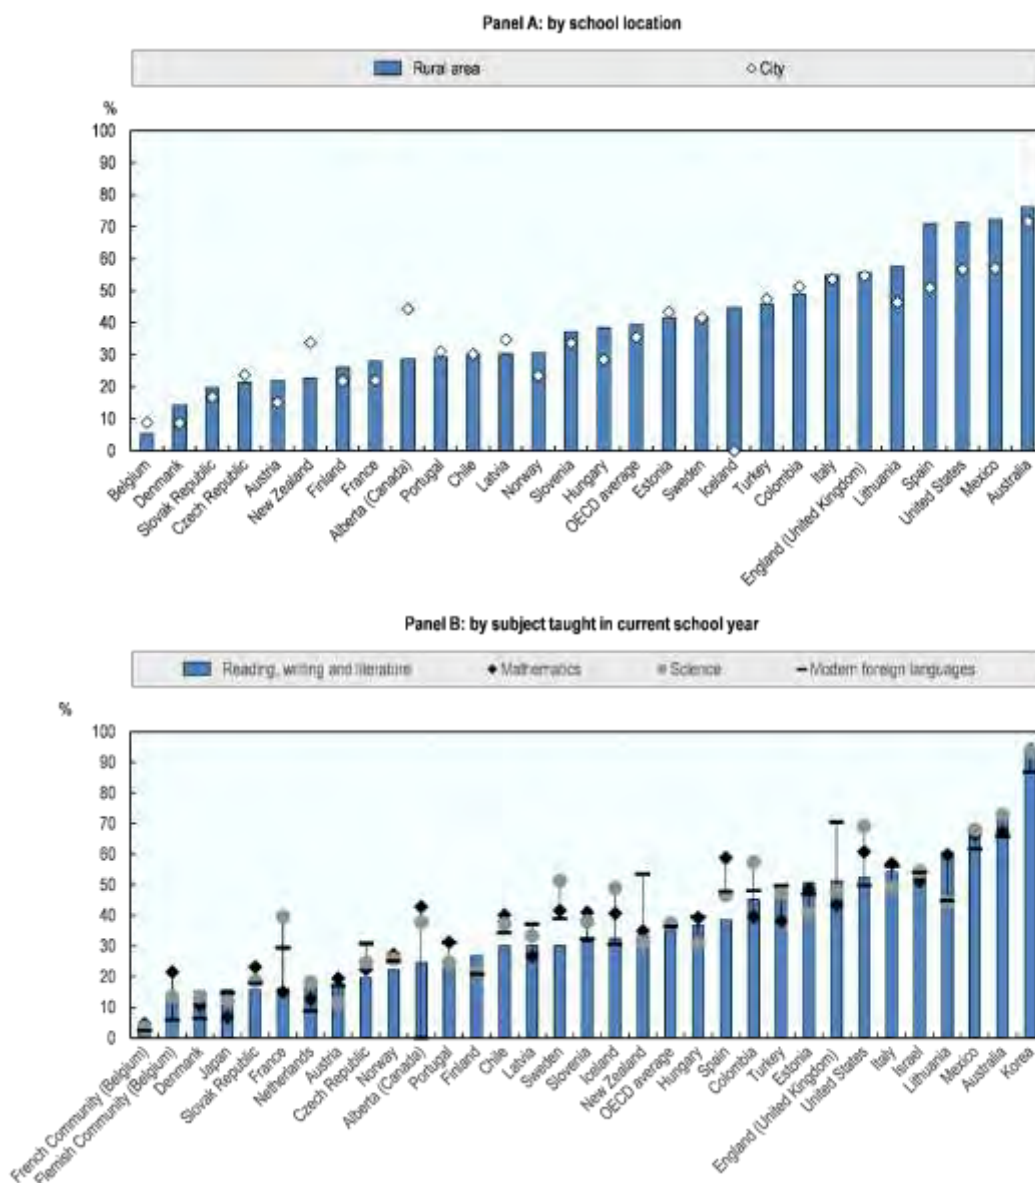 Panel A: by school location
Rural area
City
%
100
90
80
70
60
50
40
30
20
10
0
Belgium
Denmark
Slovak Republic
Czech Republic
Austria
New Zealand
Finland
France
Alberta (Canada)
Portugal
Chile
Latvia
Norway
Slovenia
Hungary
OECD average
Estonia
Sweden
Iceland
Turkey
Colombia
Italy
England (United Kingdom)
Lithuania
Spain
United States
Mexico
Australia
Panel B: by subject taught in current school year
Reading, writing and literature
Mathematics
Science
Modern foreign languages
%
100
90
80
70
60
50
40
30
20
10
0
French Community (Belgium)
Flemish Community (Belgium)
Denmark
Japan
Slovak Republic
France
Netherlands
Austria
Czech Republic
Norway
Alberta (Canada)
Portugal
Finland
Chile
Latvia
Sweden
Slovenia
Iceland
New Zealand
OECD average
Hungary
Spain
Colombia
Turkey
Estonia
England (United Kingdom)
United States
Italy
Israel
Lithuania
Mexico
Australia
Korea